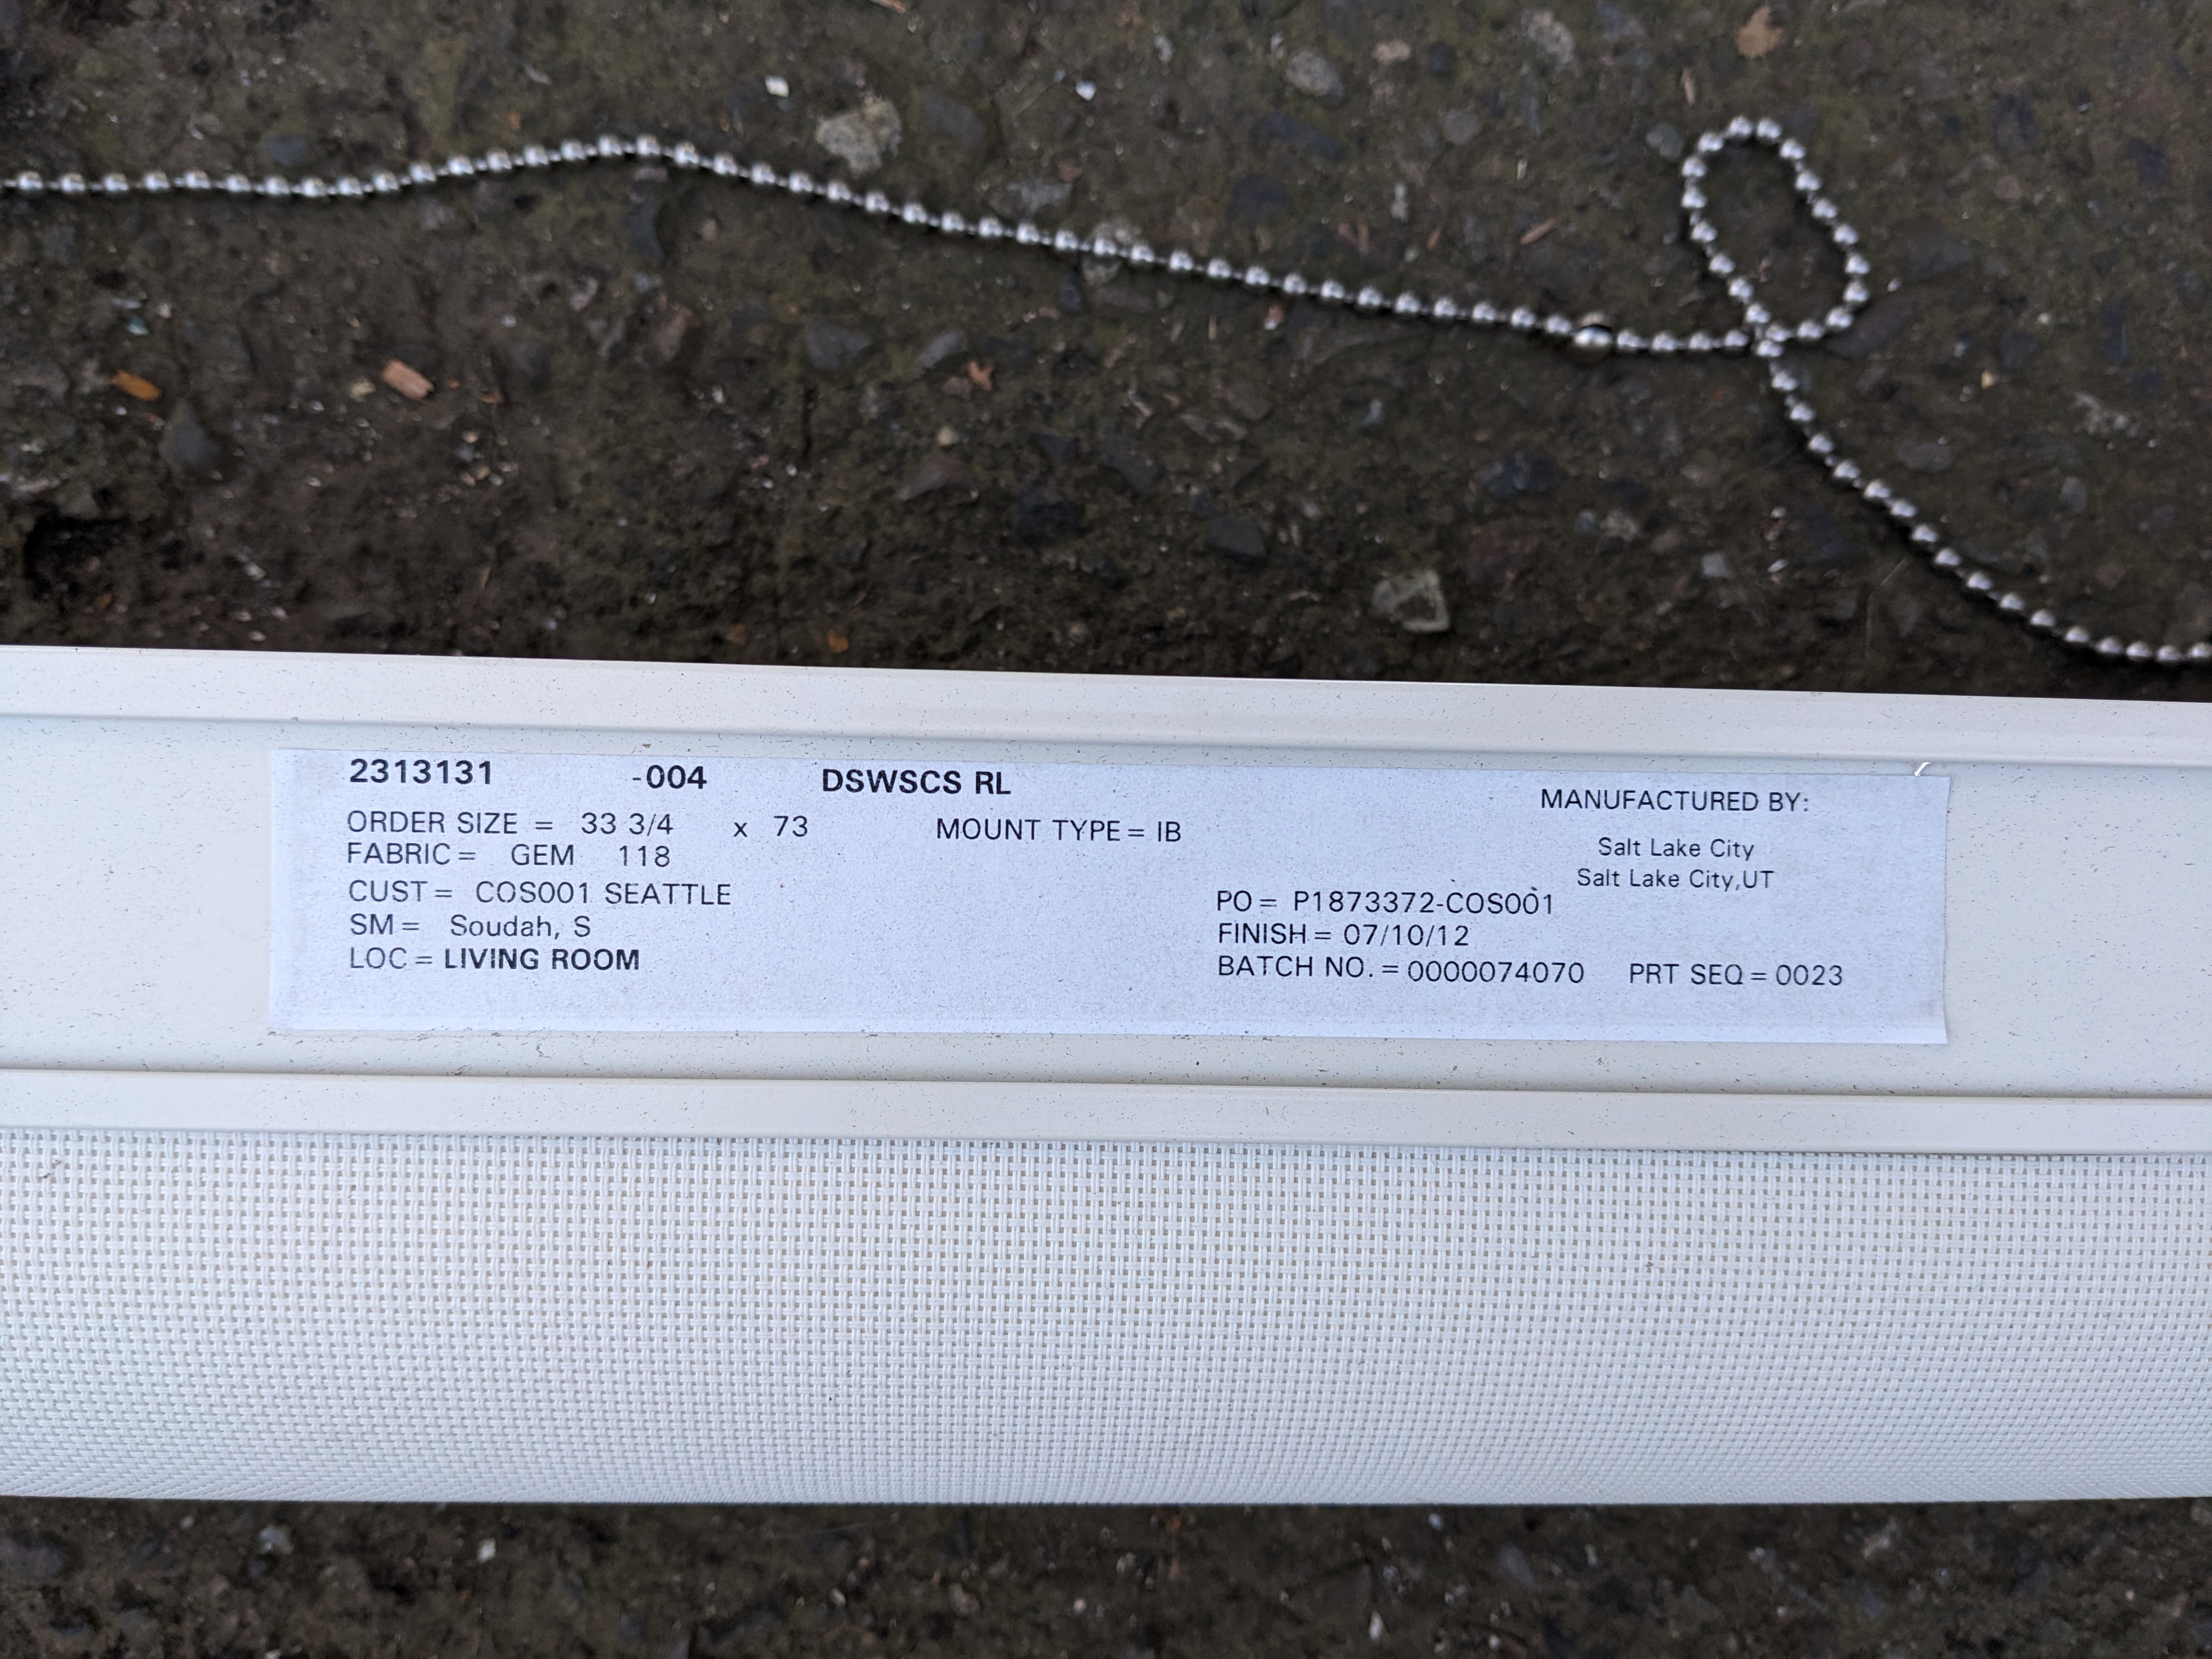 2313131 -004 DSWSCS RL
MANUFACTURED BY:
ORDER SIZE = 33 3/4 x 73 MOUNT TYPE = IB
Salt Lake City
FABRIC = GEM 118
Salt Lake City,UT
CUST = COS001 SEATTLE
PO = P1873372-COS001
SM = Soudah, S
FINISH = 07/10/12
LOC = LIVING ROOM
BATCH NO. = 0000074070 PRT SEQ = 0023